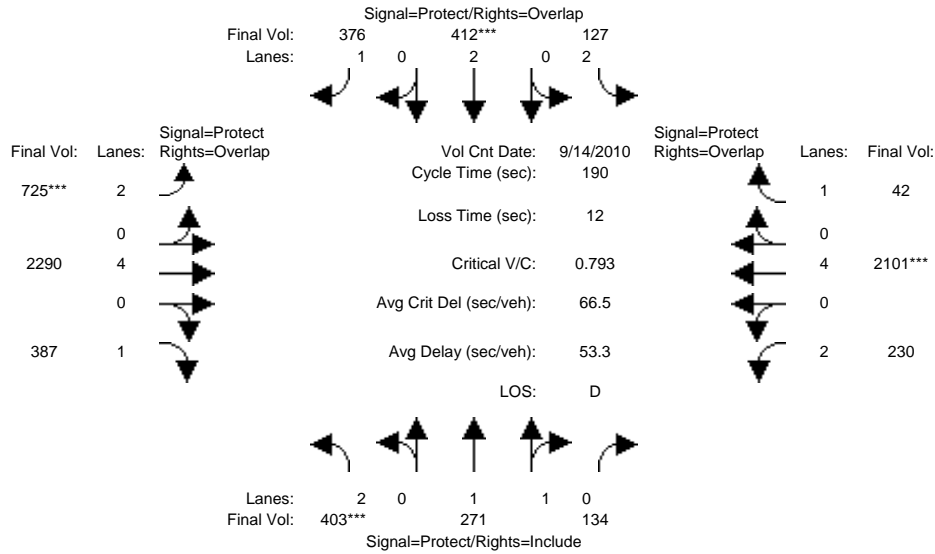 Signal=Protect/Rights=Overlap
Final Vol: 376 412*** 127
Lanes: 1 0 2 0 2
Signal=Protect Signal=Protect
Final Vol: Lanes: Rights=Overlap Vol Cnt Date: 9/14/2010 Rights=Overlap Lanes: Final Vol:
Cycle Time (sec): 190
725*** 2 1 42
Loss Time (sec): 12
0 0
2290 4 Critical V/C: 0.793 4 2101***
0 Avg Crit Del (sec/veh): 66.5 0
387 1 Avg Delay (sec/veh): 53.3 2 230
LOS: D
Lanes: 2 0 1 1 0
Final Vol: 403*** 271 134
Signal=Protect/Rights=Include